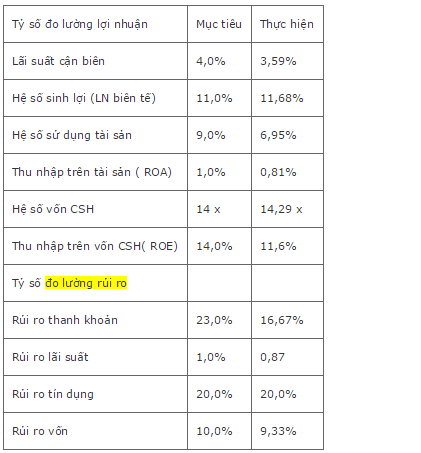 Tỷ số đo lường lợi nhuận Mục tiêu Thực hiện
Lãi suất cận biên 4,0% 3,59%
Hệ số sinh lợi (LN biên tế) 11,0% 11,68%
Hệ số sử dụng tài sản 9,0% 6,95%
Thu nhập trên tài sản ( ROA) 1,0% 0,81%
Hệ số vốn CSH 14 x 14,29 x
Thu nhập trên vốn CSH( ROE) 14,0% 11,6%
Tỷ số đo lường rủi ro
Rủi ro thanh khoản 23,0% 16,67%
Rủi ro lãi suất 1,0% 0,87
Rủi ro tín dụng 20,0% 20,0%
Rủi ro vốn 10,0% 9,33%